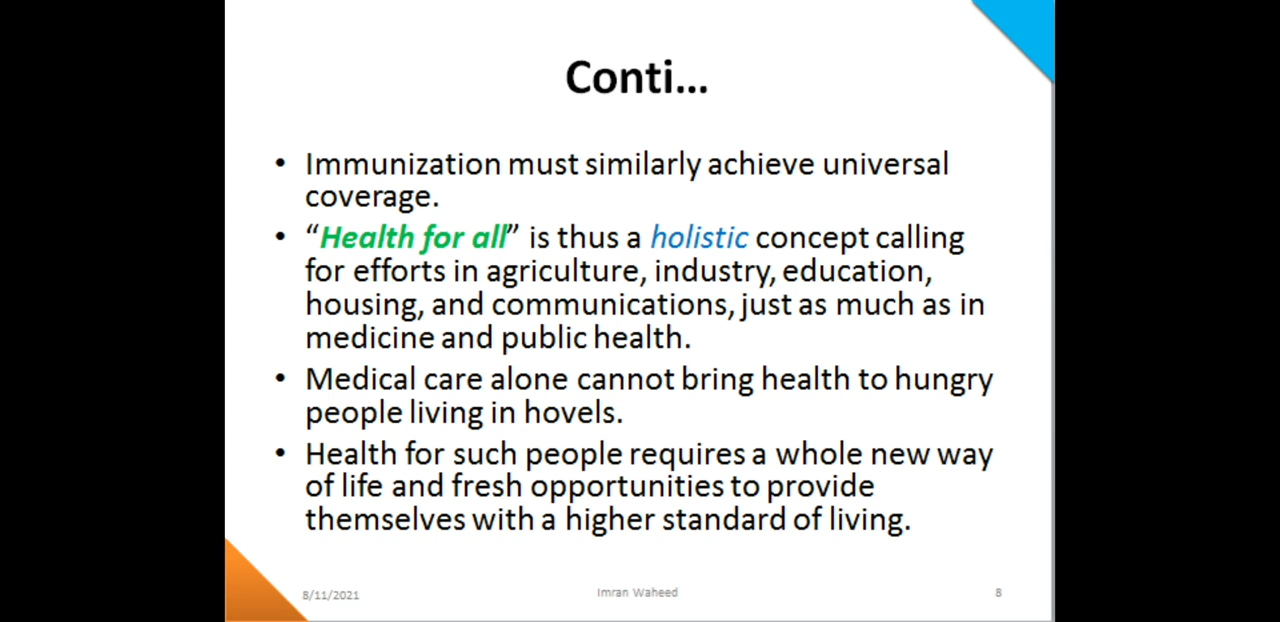 Conti...
• Immunization must similarly achieve universal
coverage.
• “Health for all” is thus a holistic concept calling
for efforts in agriculture, industry, education,
housing, and communications, just as much as in
medicine and public health.
• Medical care alone cannot bring health to hungry
people living in hovels.
• Health for such people requires a whole new way
of life and fresh opportunities to provide
themselves with a higher standard of living.
8/11/2021
Imran Waheed
8